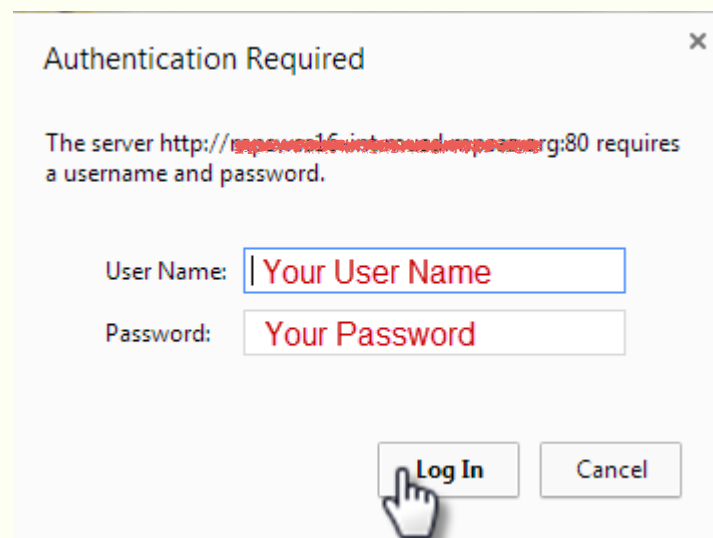 Authentication Required
The server http:// rg:80 requires
a username and password.
User Name: Your User Name
Password: Your Password
Log In Cancel